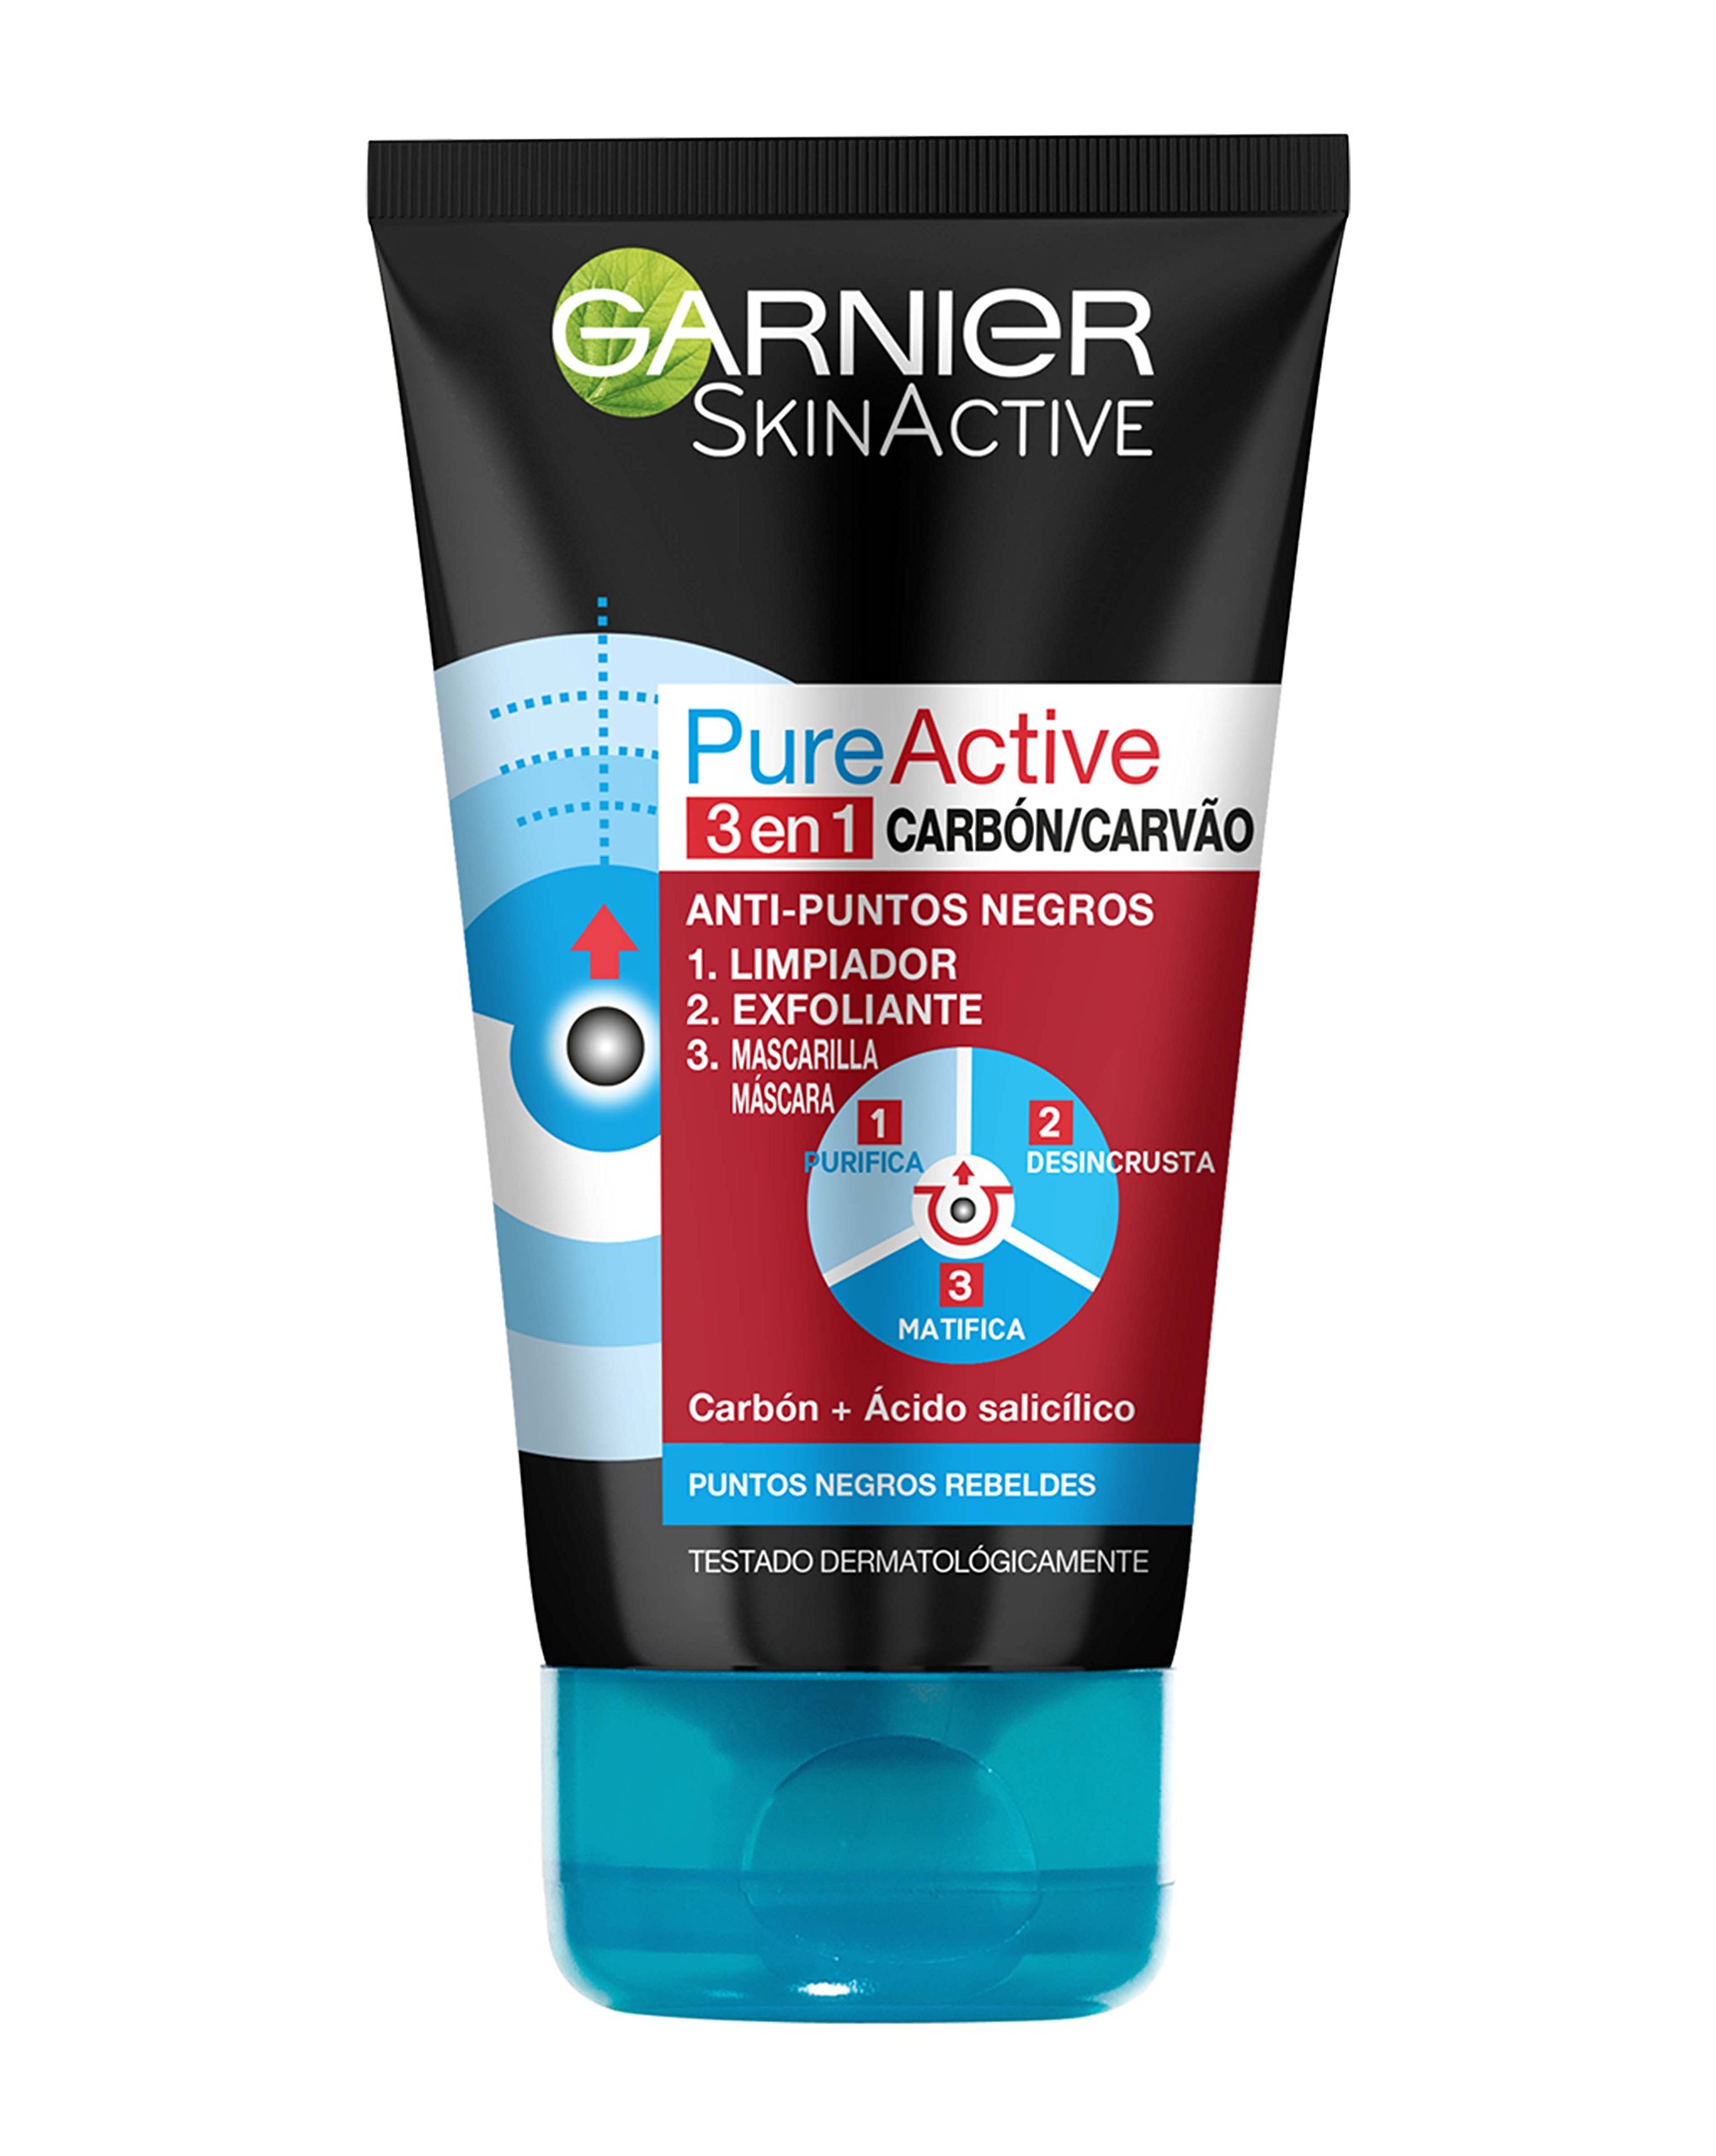 GARNIER
SKINACTIVE
PureActive
3 en 1 CARBÓN/CARVÃO
ANTI-PUNTOS NEGROS
1. LIMPIADOR
2. EXFOLIANTE
3. MASCARILLA
MÁSCARA
1
PURIFICA
2
DESINCRUSTA
3
MATIFICA
Carbón + Ácido salicílico
PUNTOS NEGROS REBELDES
TESTADO DERMATOLÓGICAMENTE